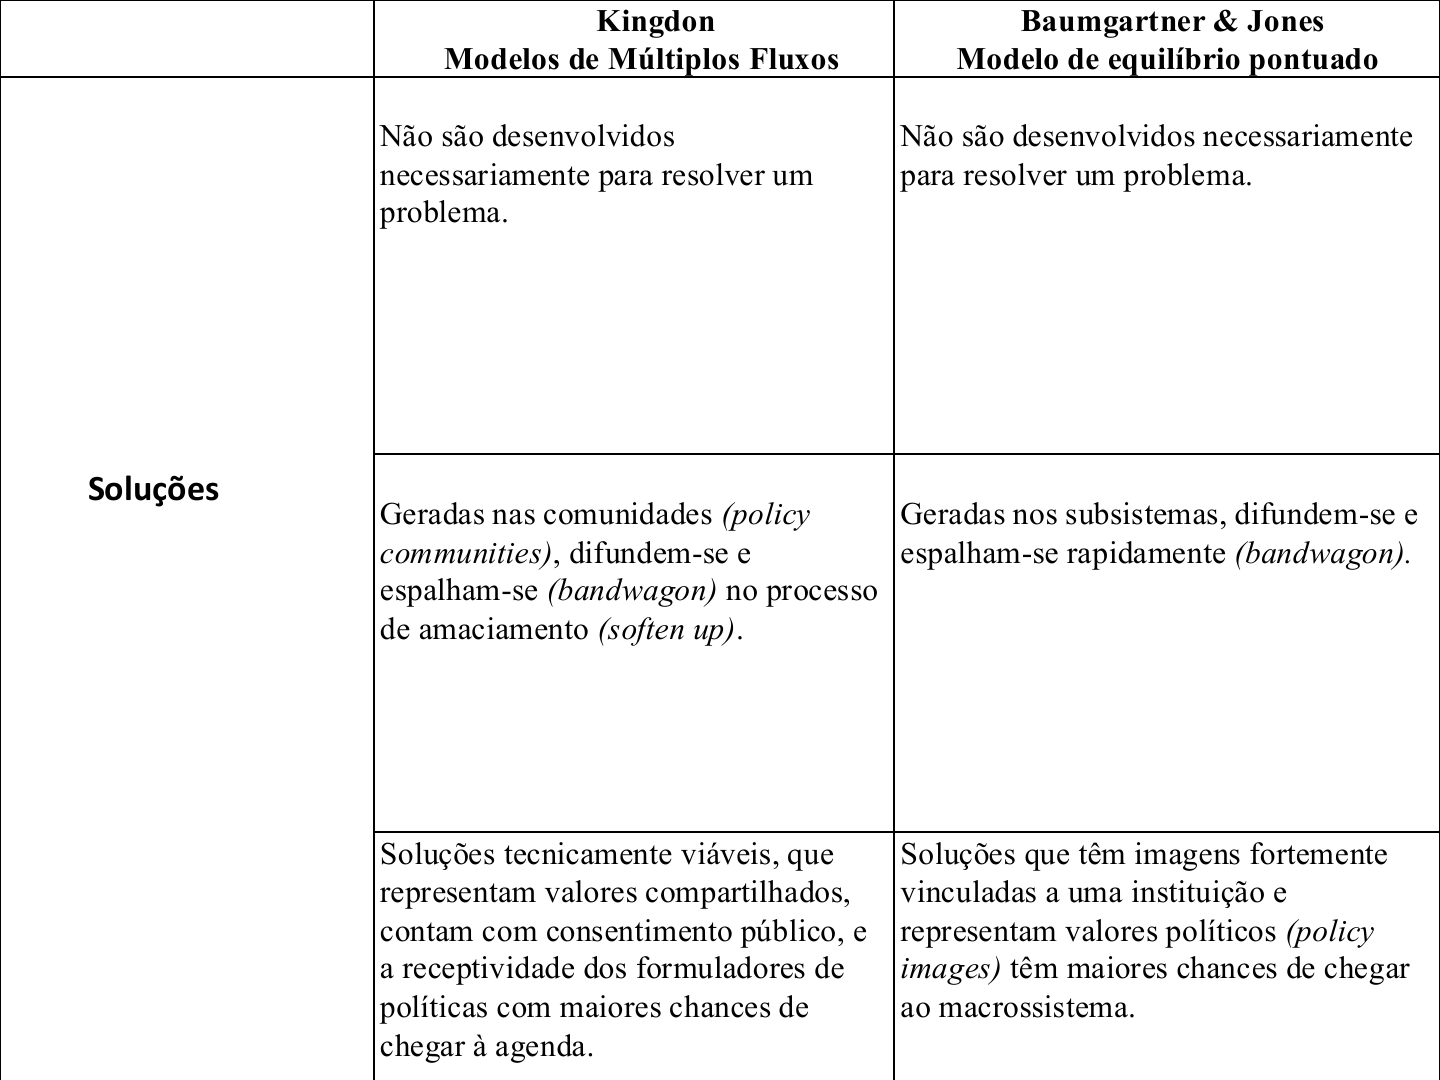 Kingdon
Modelos de Múltiplos Fluxos
Baumgartner & Jones
Modelo de equilíbrio pontuado
Soluções
Não são desenvolvidos
necessariamente para resolver um
problema.
Não são desenvolvidos necessariamente
para resolver um problema.
Geradas nas comunidades (policy
communities), difundem-se e
espalham-se (bandwagon) no processo
de amaciamento (soften up).
Geradas nos subsistemas, difundem-se e
espalham-se rapidamente (bandwagon).
Soluções tecnicamente viáveis, que
representam valores compartilhados,
contam com consentimento público, e
a receptividade dos formuladores de
políticas com maiores chances de
chegar à agenda.
Soluções que têm imagens fortemente
vinculadas a uma instituição e
representam valores políticos (policy
images) têm maiores chances de chegar
ao macrossistema.